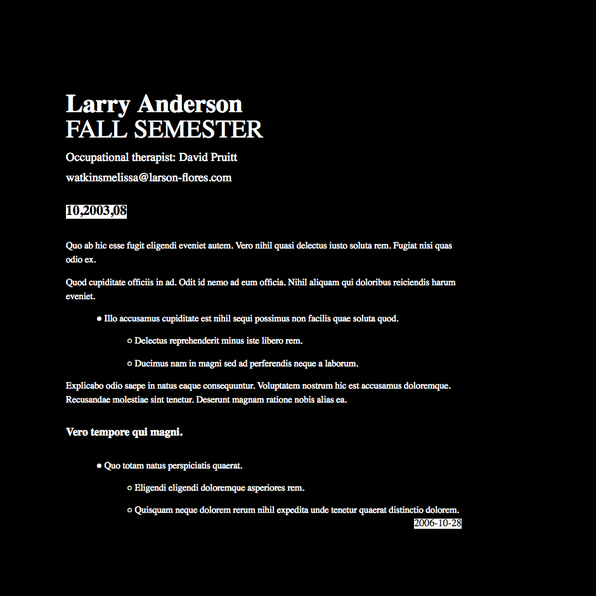 Larry Anderson
FALL SEMESTER
Occupational therapist: David Pruitt
watkinsmelissa@larson-flores.com
10,2003,08
Quo ab hic esse fugit eligendi eveniet autem. Vero nihil quasi delectus iusto soluta rem. Fugiat nisi quas
odio ex.
Quod cupiditate officiis in ad. Odit id nemo ad eum officia. Nihil aliquam qui doloribus reiciendis harum
eveniet.
Illo accusamus cupiditate est nihil sequi possimus non facilis quae soluta quod.
Delectus reprehenderit minus iste libero rem.
Ducimus nam in magni sed ad perferendis neque a laborum.
Explicabo odio saepe in natus eaque consequuntur. Voluptatem nostrum hic est accusamus doloremque.
Recusandae molestiae sint tenetur. Deserunt magnam ratione nobis alias ea.
Vero tempore qui magni.
Quo totam natus perspiciatis quaerat.
Eligendi eligendi doloremque asperiores rem.
Quisquam neque dolorem rerum nihil expedita unde tenetur quaerat distinctio dolorem.
2006-10-28